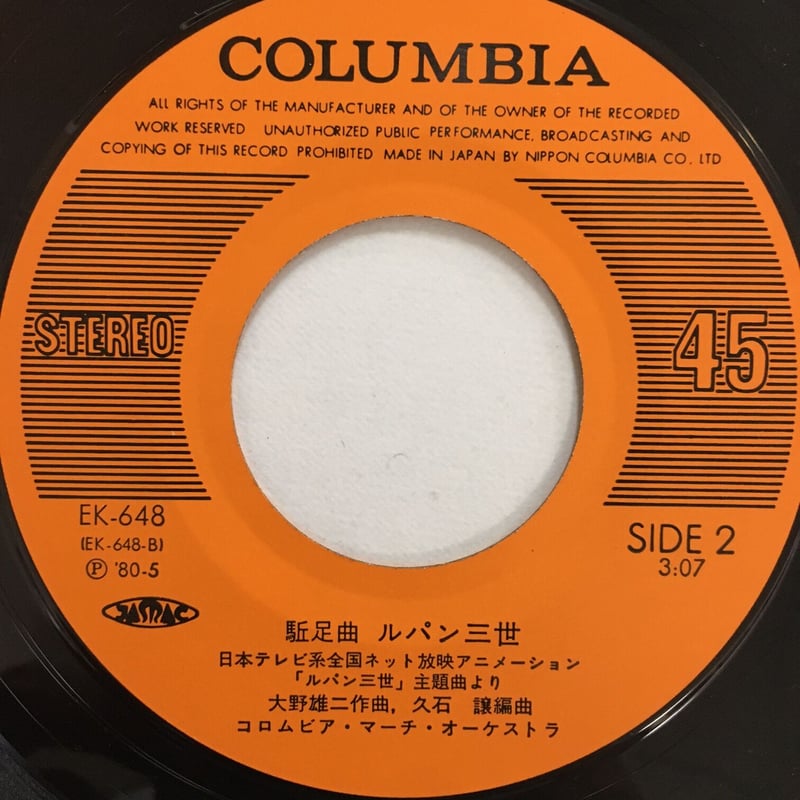 COLUMBIA
ALL RIGHTS OF THE MANUFACTURER AND OF THE OWNER OF THE RECORDED
WORK RESERVED UNAUTHORIZED PUBLIC PERFORMANCE, BROADCASTING AND
COPYING OF THIS RECORD PROHIBITED MADE IN JAPAN BY NIPPON COLUMBIA CO., LTD
STEREO
45
EK-648
(EK-648-B)
Ⓟ '80-5
JASRAC
SIDE 2
3:07
駈足曲 ルパン三世
日本テレビ系全国ネット放映アニメーション
「ルパン三世」主題曲より
大野雄二作曲, 久石 譲編曲
コロムビア・マーチ・オーケストラ